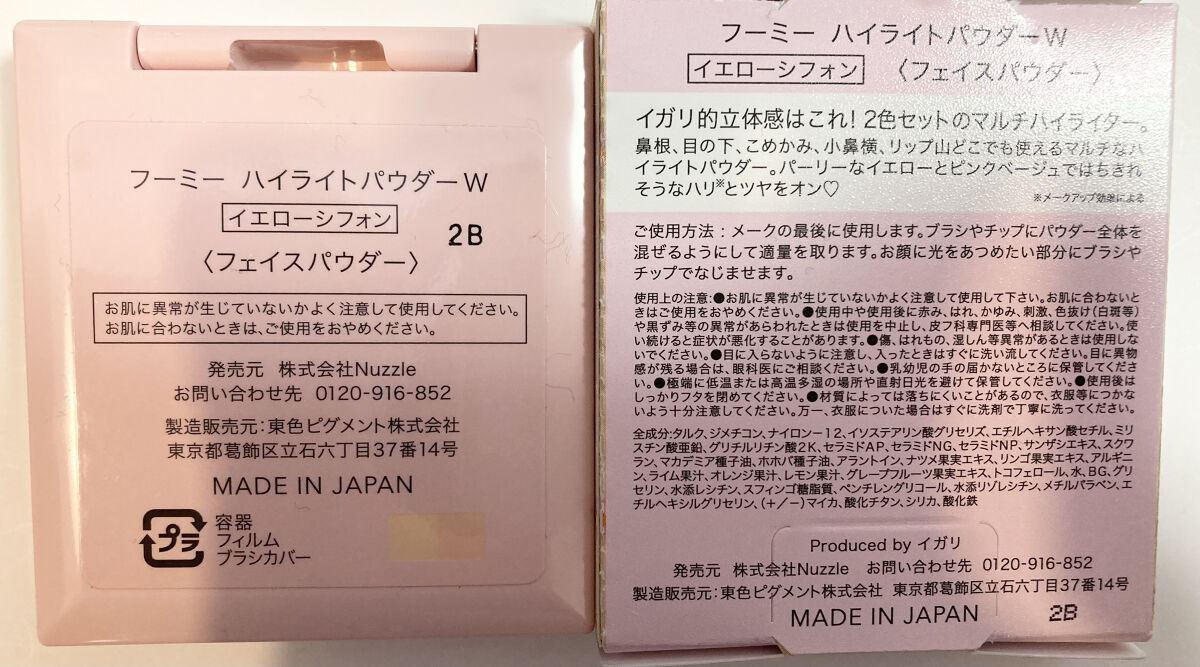 フーミー ハイライトパウダーW
イエローシフォン
2B
〈フェイスパウダー〉
お肌に異常が生じていないかよく注意して使用してください。
お肌に合わないときは、ご使用をおやめください。
発売元 株式会社Nuzzle
お問い合わせ先 0120-916-852
製造販売元:東色ピグメント株式会社
東京都葛飾区立石六丁目37番14号
MADE IN JAPAN
プラ
容器
フィルム
ブラシカバー
フーミー ハイライトパウダーW
イエローシフォン 〈フェイスパウダー〉
イガリ的立体感はこれ! 2色セットのマルチハイライター。
鼻根、目の下、こめかみ、小鼻横、リップ山どこでも使えるマルチなハ
イライトパウダー。パーリーなイエローとピンクベージュではちきれ
そうなハリ※とツヤをオン♡
※メークアップ効果による
ご使用方法:メークの最後に使用します。ブラシやチップにパウダー全体を
混ぜるようにして適量を取ります。お顔に光をあつめたい部分にブラシや
チップでなじませます。
使用上の注意:●お肌に異常が生じていないかよく注意して使用して下さい。お肌に合わないと
きはご使用をおやめください。●使用中や使用後に赤み、はれ、かゆみ、刺激、色抜け(白斑等)
や黒ずみ等の異常があらわれたときは使用を中止し、皮フ科専門医等へ相談してください。使
い続けると症状が悪化することがあります。●傷、はれもの、湿しん等異常があるときは使用しな
いでください。●目に入らないように注意し、入ったときはすぐに洗い流してください。目に異物
感が残る場合は、眼科医にご相談ください。●乳幼児の手の届かないところに保管してくださ
い。●極端に低温または高温多湿の場所や直射日光を避けて保管してください。●使用後は
しっかりフタを閉めてください。●材質によっては落ちにくいことがあるので、衣服等につかな
いよう十分注意してください。万一、衣服についた場合はすぐに洗剤で丁寧に洗ってください。
全成分:タルク、ジメチコン、ナイロン-12、イソステアリン酸グリセリズ、エチルヘキサン酸セチル、ミリ
スチン酸亜鉛、グリチルリチン酸2K、セラミドAP、セラミドNG、セラミドNP、サンザシエキス、スクワ
ラン、マカデミア種子油、ホホバ種子油、アラントイン、ナツメ果実エキス、リンゴ果実エキス、アルギニ
ン、ライム果汁、オレンジ果汁、レモン果汁、グレープフルーツ果実エキス、トコフェロール、水、BG、グリ
セリン、水添レシチン、スフィンゴ糖脂質、ペンチレングリコール、水添リゾレシチン、メチルパラベン、エ
チルヘキシルグリセリン、(+/-)マイカ、酸化チタン、シリカ、酸化鉄
Produced by イガリ
発売元 株式会社Nuzzle お問い合わせ先 0120-916-852
製造販売元:東色ピグメント株式会社 東京都葛飾区立石六丁目37番14号
MADE IN JAPAN
2B